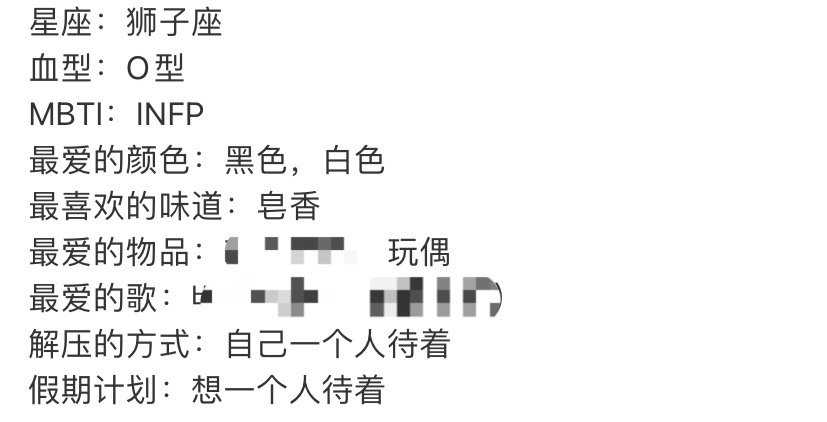 星座：狮子座
血型：O型
MBTI：INFP
最爱的颜色：黑色，白色
最喜欢的味道：皂香
最爱的物品： 玩偶
最爱的歌：
解压的方式：自己一个人待着
假期计划：想一个人待着